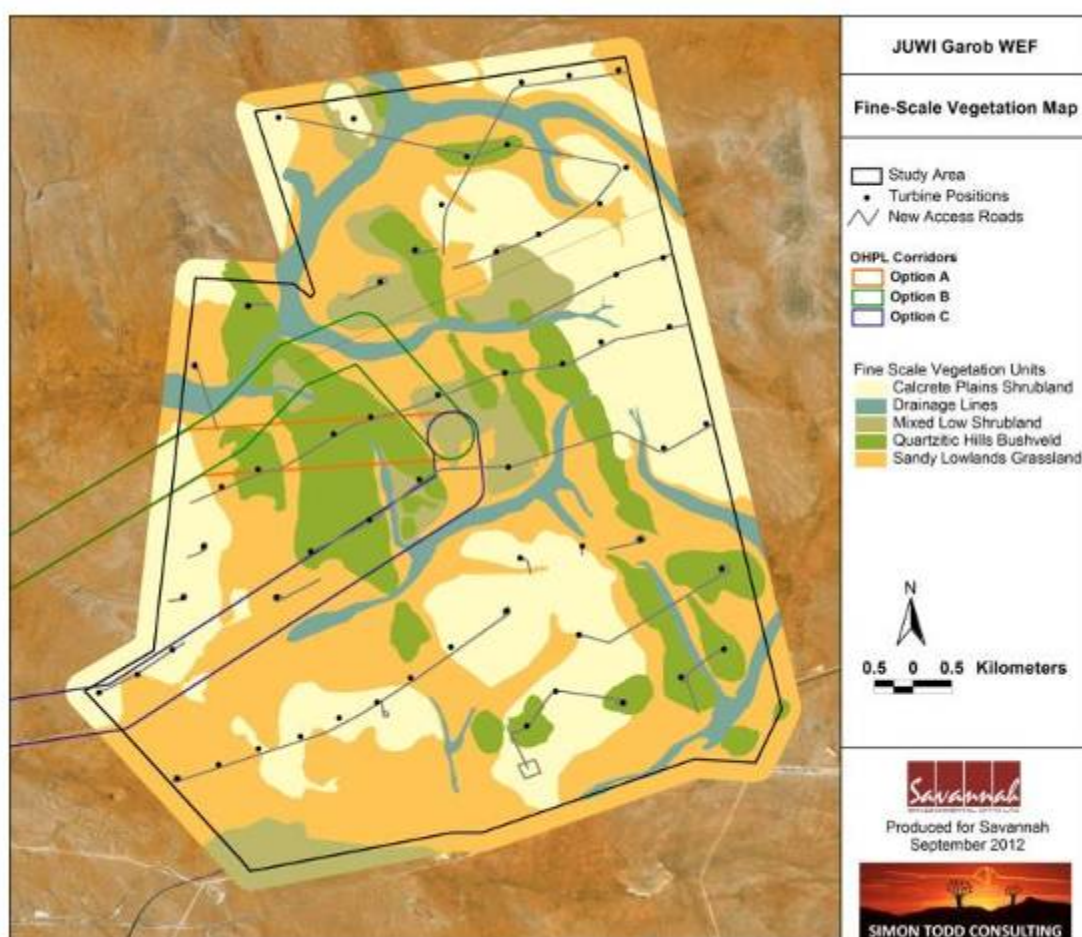 JUWI Garob WEF
Fine-Scale Vegetation Map
Study Area
Turbine Positions
New Access Roads
OHPL Corridors
Option A
Option B
Option C
Fine Scale Vegetation Units
Calcrete Plains Shrubland
Drainage Lines
Mixed Low Shrubland
Quartzitic Hills Bushveld
Sandy Lowlands Grassland
N
0.5 0 0.5 Kilometers
Savannah
Produced for Savannah
September 2012
SIMON TODD CONSULTING